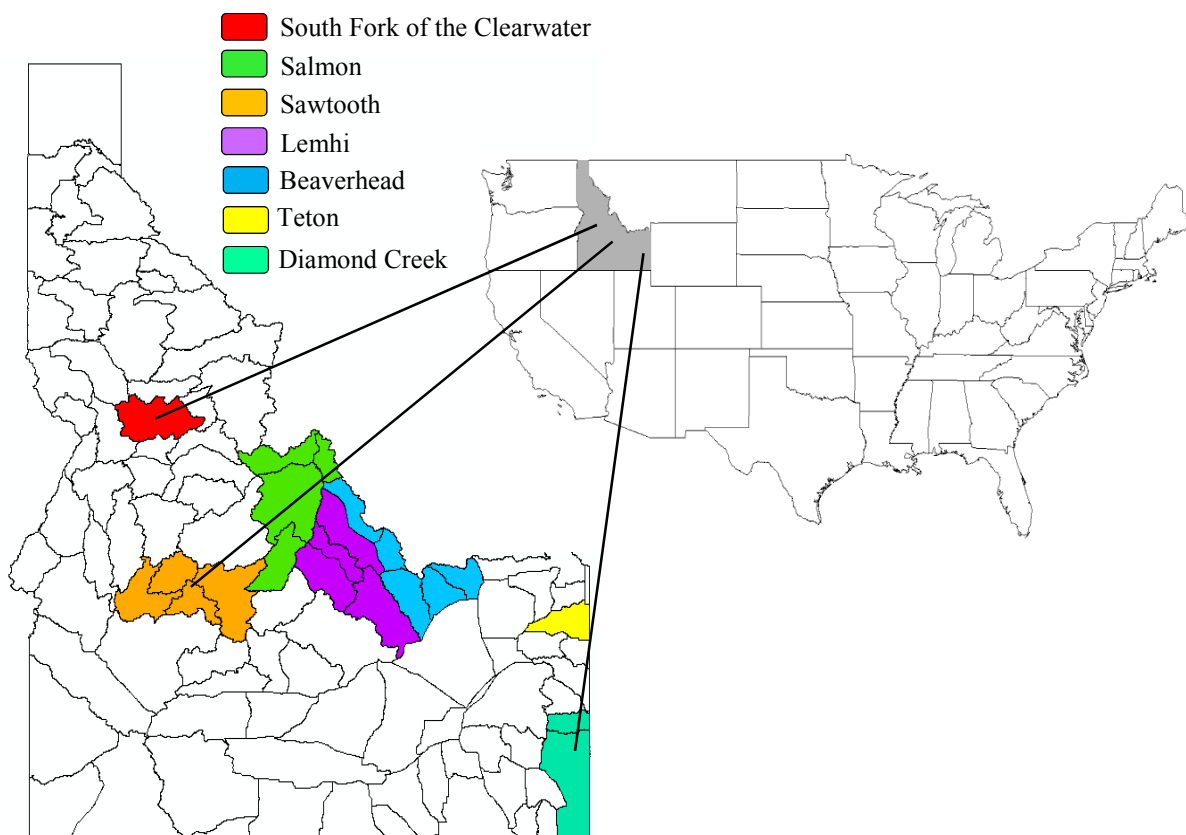 South Fork of the Clearwater
Salmon
Sawtooth
Lemhi
Beaverhead
Teton
Diamond Creek